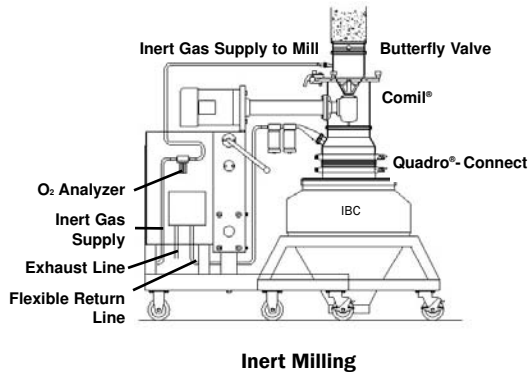 Inert Gas Supply to Mill
Butterfly Valve
Comil®
Quadro®-Connect
O₂ Analyzer
IBC
Inert Gas
Supply
Exhaust Line
Flexible Return
Line
Inert Milling